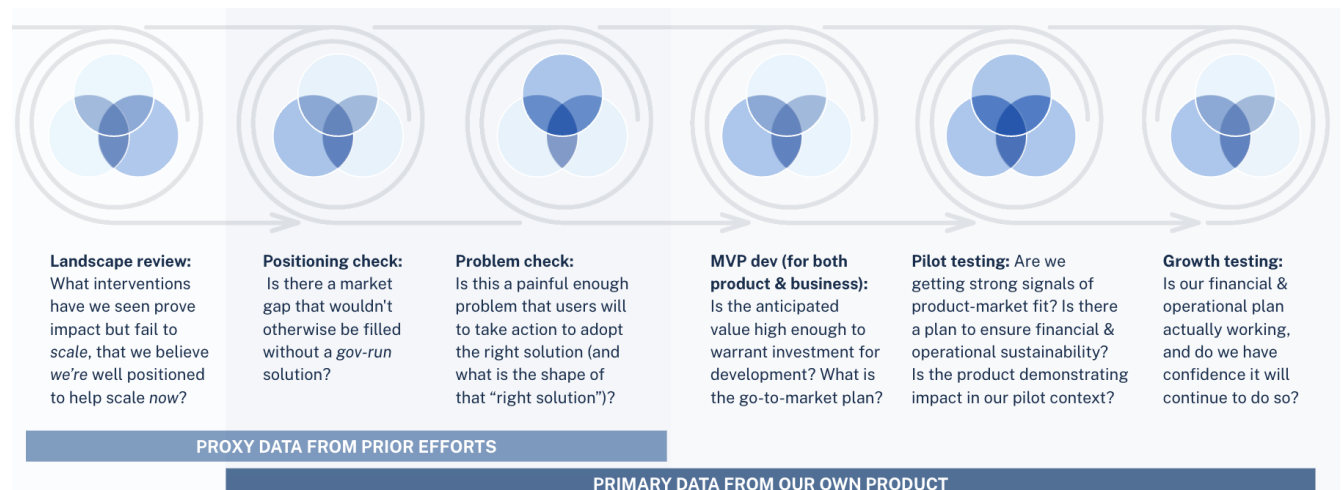 Landscape review:
What interventions
have we seen prove
impact but fail to
scale, that we believe
we're well positioned
to help scale now?
Positioning check:
Is there a market
gap that wouldn't
otherwise be filled
without a gov-run
solution?
Problem check:
Is this a painful enough
problem that users will
to take action to adopt
the right solution (and
what is the shape of
that “right solution”)?
MVP dev (for both
product & business):
Is the anticipated
value high enough to
warrant investment for
development? What is
the go-to-market plan?
Pilot testing: Are we
getting strong signals of
product-market fit? Is there
a plan to ensure financial &
operational sustainability?
Is the product demonstrating
impact in our pilot context?
Growth testing:
Is our financial &
operational plan
actually working,
and do we have
confidence it will
continue to do so?
PROXY DATA FROM PRIOR EFFORTS
PRIMARY DATA FROM OUR OWN PRODUCT